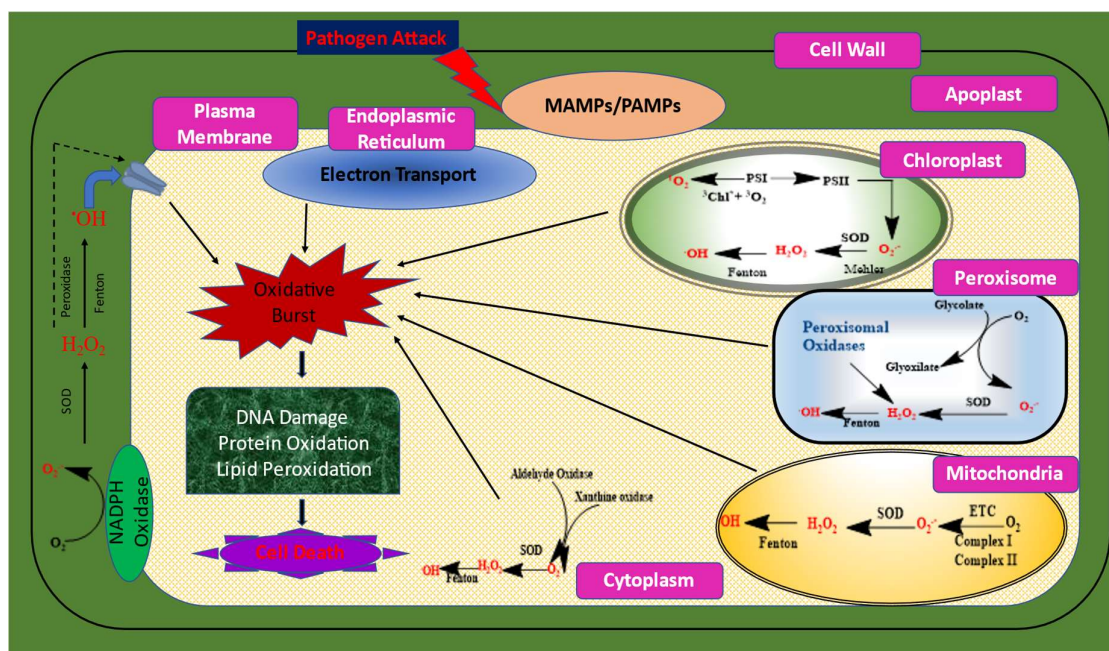 Pathogen Attack
Cell Wall
Apoplast
MAMPs/PAMPs
Plasma
Membrane
Endoplasmic
Reticulum
Electron Transport
Chloroplast
¹O₂
PSI
PSII
³Chl* + ³O₂
·OH
H₂O₂
SOD
O₂·⁻
Fenton
Mehler
Peroxisome
Glycolate
O₂
Peroxisomal
Oxidases
Glyoxilate
·OH
H₂O₂
SOD
O₂·⁻
Fenton
Mitochondria
OH
H₂O₂
SOD
O₂·⁻
ETC
O₂
Fenton
Complex I
Complex II
·OH
Peroxidase
Fenton
H₂O₂
SOD
O₂⁻
O₂
NADPH
Oxidase
Oxidative
Burst
DNA Damage
Protein Oxidation
Lipid Peroxidation
Cell Death
Aldehyde Oxidase
Xanthine oxidase
·OH
Fenton
H₂O₂
SOD
O₂
Cytoplasm